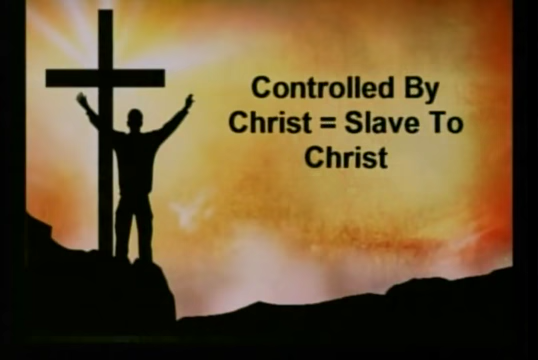 Controlled By
Christ = Slave To
Christ